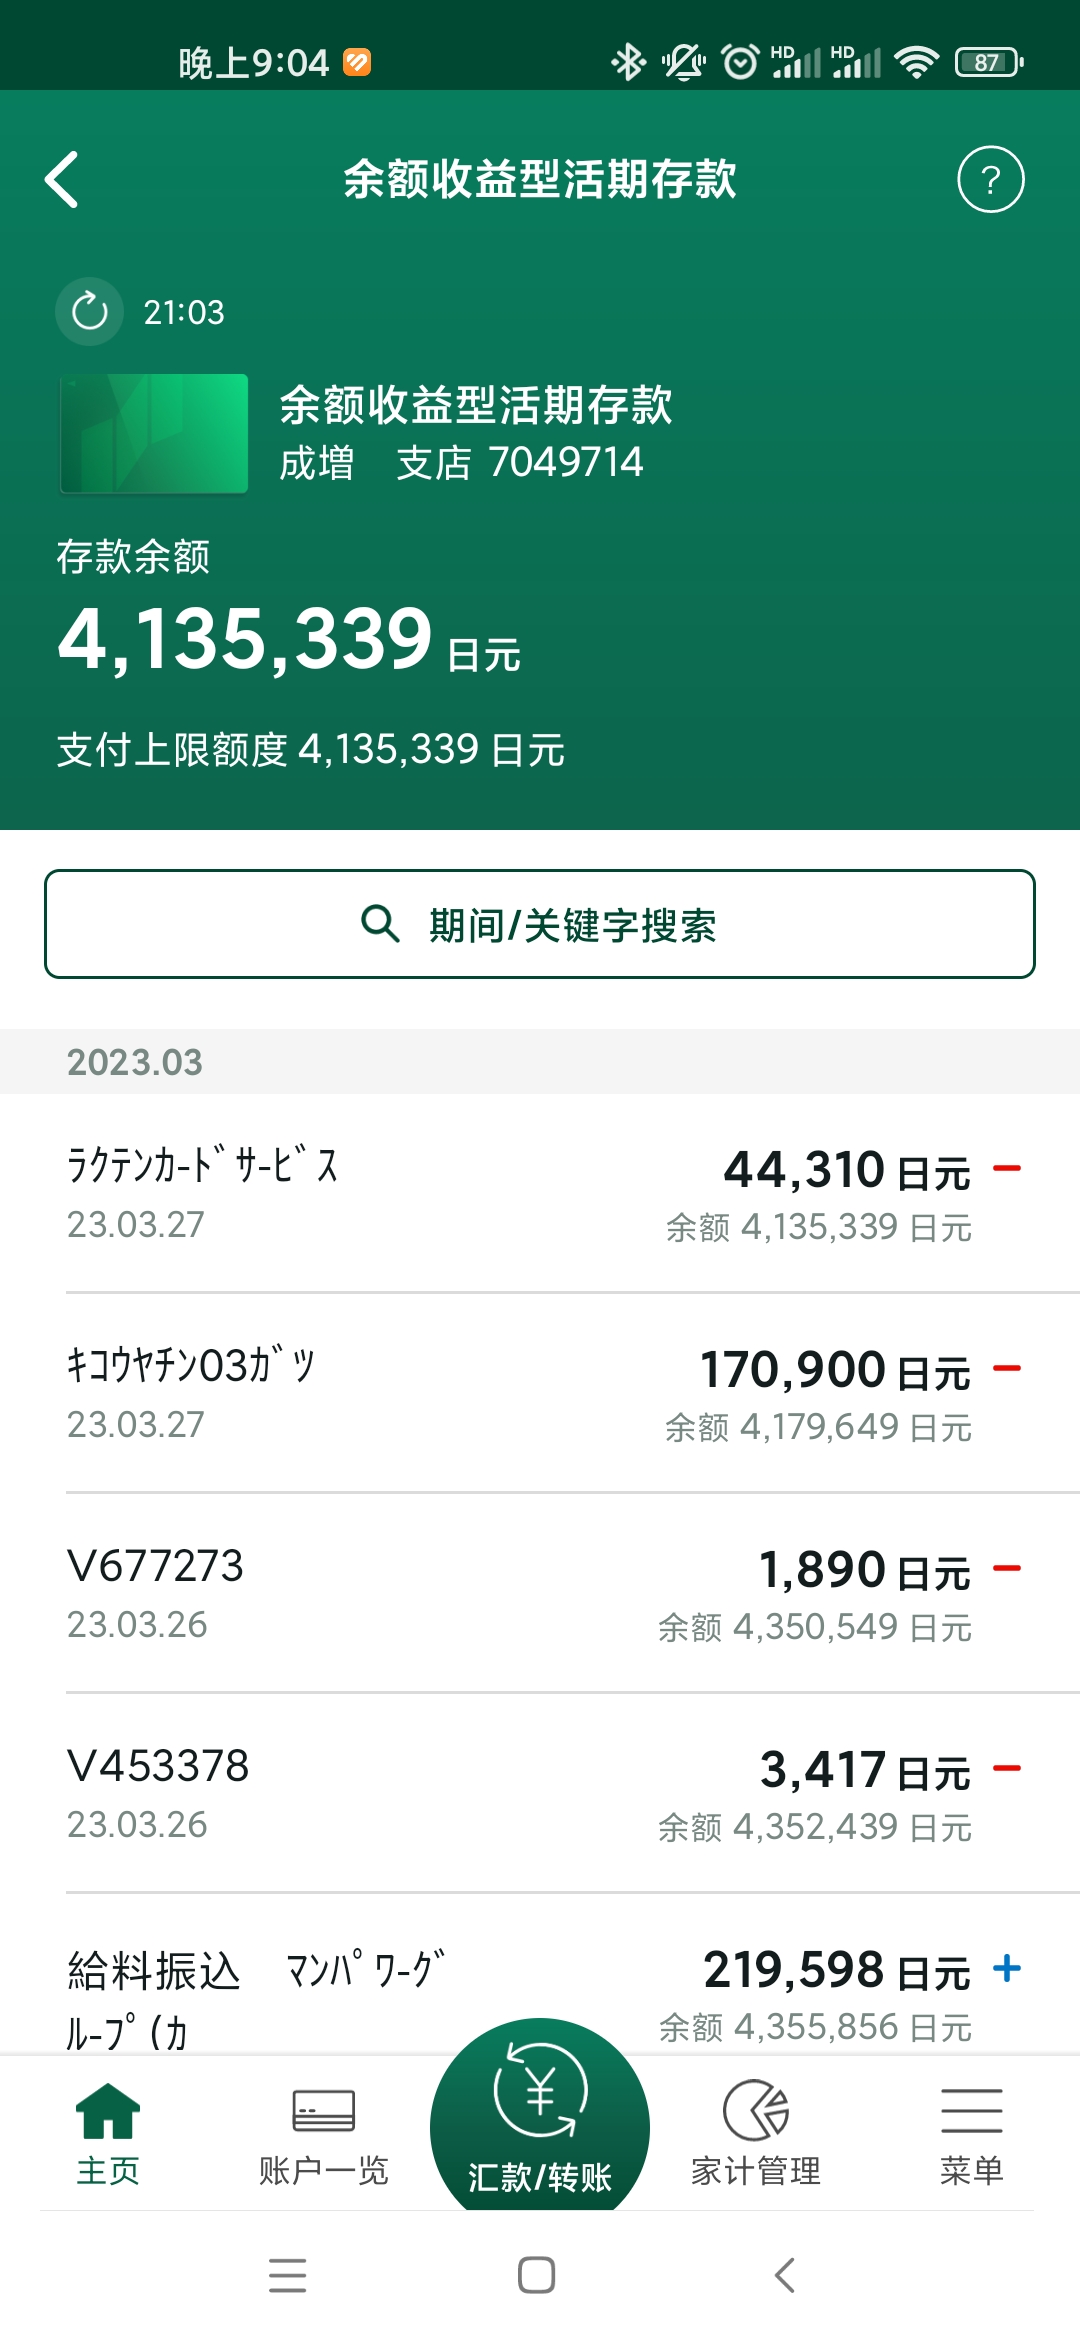 晚上9:04
HD HD 87
余额收益型活期存款
?
21:03
余额收益型活期存款
成増　支店 7049714
存款余额
4,135,339 日元
支付上限额度 4,135,339 日元
期间/关键字搜索
2023.03
ﾗｸﾃﾝｶ-ﾄﾞｻ-ﾋﾞｽ
44,310 日元 −
23.03.27
余额 4,135,339 日元
ｷｺｳﾔﾁﾝ03ｶﾞﾂ
170,900 日元 −
23.03.27
余额 4,179,649 日元
V677273
1,890 日元 −
23.03.26
余额 4,350,549 日元
V453378
3,417 日元 −
23.03.26
余额 4,352,439 日元
給料振込　ﾏﾝﾊﾟﾜ-ｸﾞ
219,598 日元 +
ﾙ-ﾌﾟ(ｶ
余额 4,355,856 日元
主页
账户一览
¥
汇款/转账
家计管理
菜单